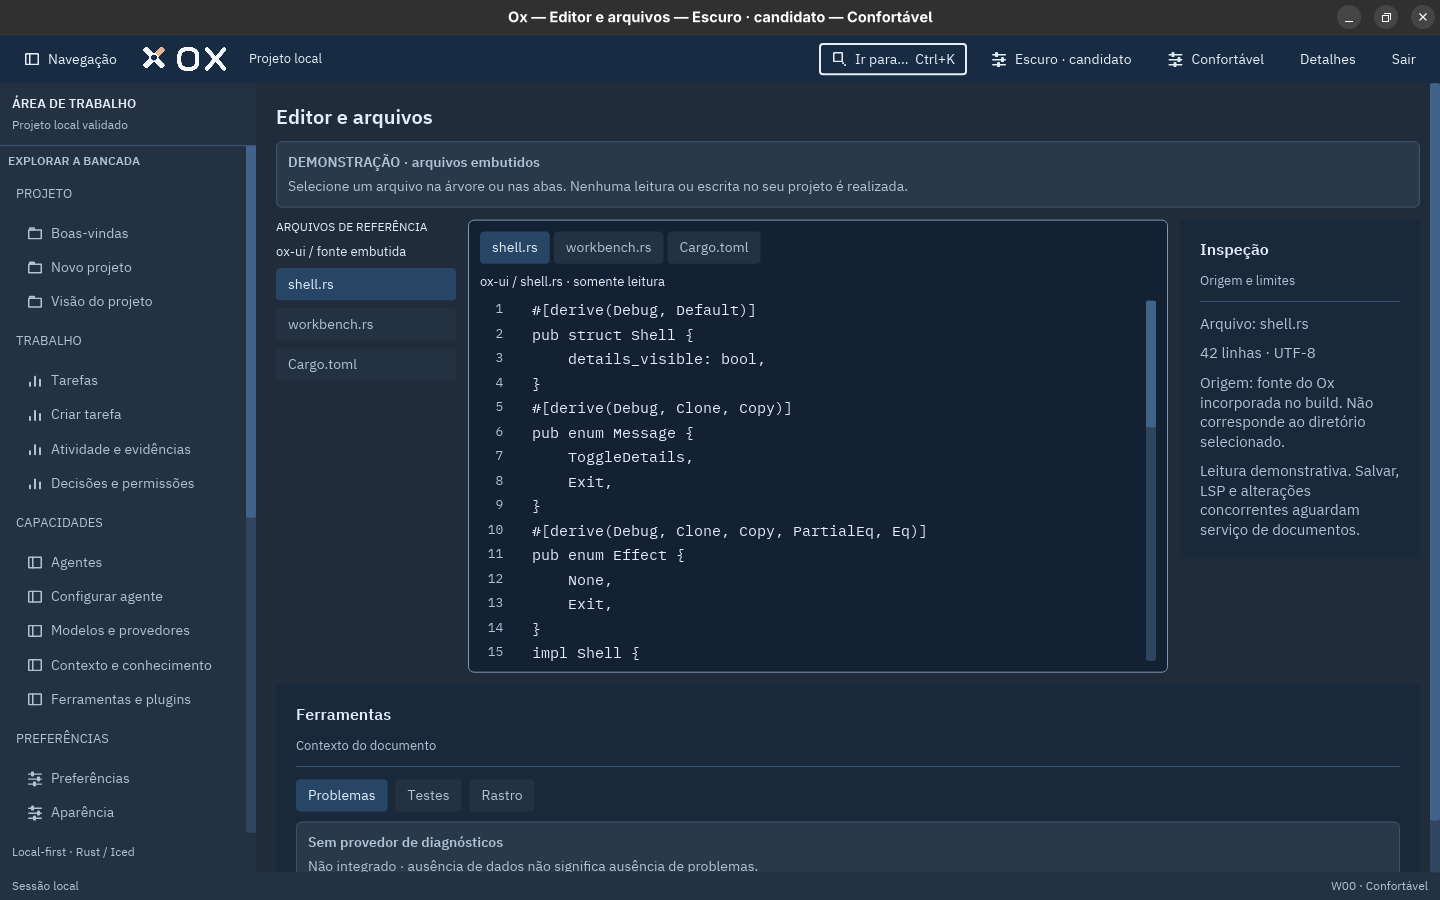 Ox — Editor e arquivos — Escuro · candidato — Confortável
Navegação
OX
Projeto local
Ir para... Ctrl+K
Escuro · candidato
Confortável
Detalhes
Sair
ÁREA DE TRABALHO
Projeto local validado
EXPLORAR A BANCADA
PROJETO
Boas-vindas
Novo projeto
Visão do projeto
TRABALHO
Tarefas
Criar tarefa
Atividade e evidências
Decisões e permissões
CAPACIDADES
Agentes
Configurar agente
Modelos e provedores
Contexto e conhecimento
Ferramentas e plugins
PREFERÊNCIAS
Preferências
Aparência
Local-first · Rust / Iced
Editor e arquivos
DEMONSTRAÇÃO · arquivos embutidos
Selecione um arquivo na árvore ou nas abas. Nenhuma leitura ou escrita no seu projeto é realizada.
ARQUIVOS DE REFERÊNCIA
ox-ui / fonte embutida
shell.rs
workbench.rs
Cargo.toml
shell.rs
workbench.rs
Cargo.toml
ox-ui / shell.rs · somente leitura
1 #[derive(Debug, Default)]
2 pub struct Shell {
3     details_visible: bool,
4 }
5 #[derive(Debug, Clone, Copy)]
6 pub enum Message {
7     ToggleDetails,
8     Exit,
9 }
10 #[derive(Debug, Clone, Copy, PartialEq, Eq)]
11 pub enum Effect {
12     None,
13     Exit,
14 }
15 impl Shell {
Inspeção
Origem e limites
Arquivo: shell.rs
42 linhas · UTF-8
Origem: fonte do Ox
incorporada no build. Não
corresponde ao diretório
selecionado.
Leitura demonstrativa. Salvar,
LSP e alterações
concorrentes aguardam
serviço de documentos.
Ferramentas
Contexto do documento
Problemas
Testes
Rastro
Sem provedor de diagnósticos
Não integrado · ausência de dados não significa ausência de problemas.
Sessão local
W00 · Confortável